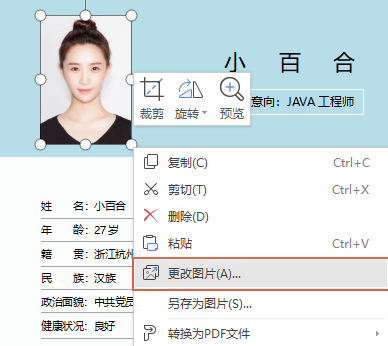 小 百 合
裁剪 旋转 预览
意向：JAVA 工程师
复制(C) Ctrl+C
剪切(T) Ctrl+X
删除(D)
粘贴 Ctrl+V
更改图片(A)...
另存为图片(S)...
转换为PDF文件
姓 名：小百合
年 龄：27 岁
籍 贯：浙江杭州
民 族：汉族
政治面貌：中共党员
健康状况：良好